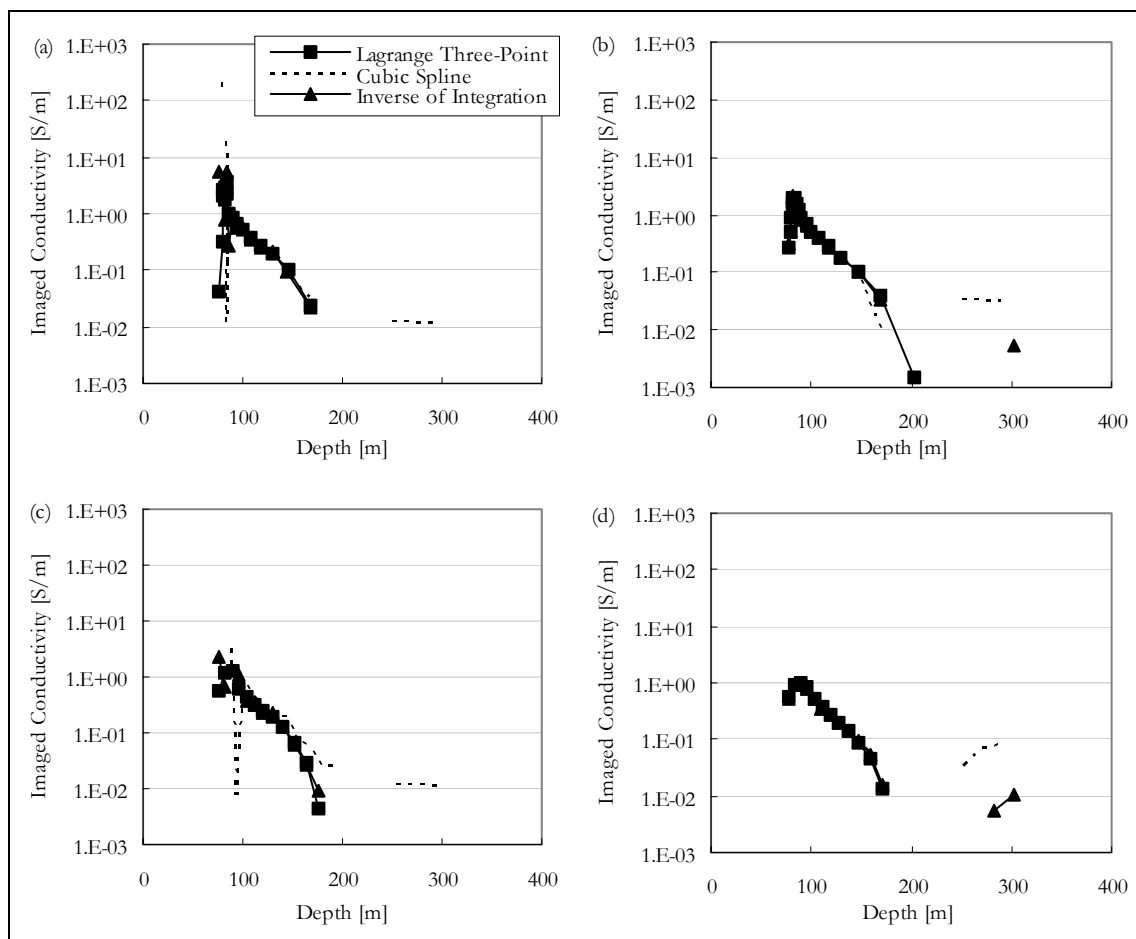 (a)
1.E+03
1.E+02
1.E+01
1.E+00
1.E-01
1.E-02
1.E-03
Imaged Conductivity [S/m]
Lagrange Three-Point
Cubic Spline
Inverse of Integration
0 100 200 300 400
Depth [m]
(b)
1.E+03
1.E+02
1.E+01
1.E+00
1.E-01
1.E-02
1.E-03
Imaged Conductivity [S/m]
0 100 200 300 400
Depth [m]
(c)
1.E+03
1.E+02
1.E+01
1.E+00
1.E-01
1.E-02
1.E-03
Imaged Conductivity [S/m]
0 100 200 300 400
Depth [m]
(d)
1.E+03
1.E+02
1.E+01
1.E+00
1.E-01
1.E-02
1.E-03
Imaged Conductivity [S/m]
0 100 200 300 400
Depth [m]